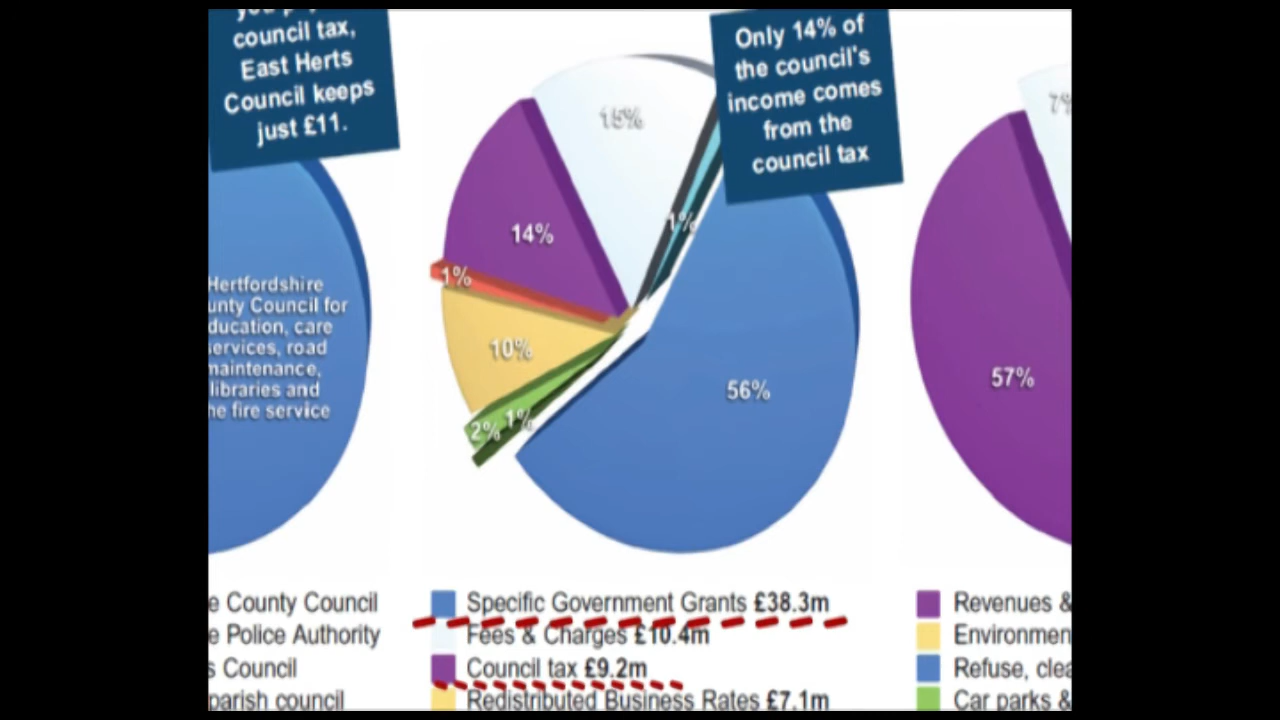 council tax,
East Herts
Council keeps
just £11.
Only 14% of
the council's
income comes
from the
council tax
15%
7%
1%
14%
1%
10%
2% 1%
56%
57%
Hertfordshire
unty Council for
ducation, care
services, road
maintenance,
libraries and
he fire service
e County Council
e Police Authority
s Council
parish council
Specific Government Grants £38.3m
Fees & Charges £10.4m
Council tax £9.2m
Redistributed Business Rates £7.1m
Revenues &
Environmen
Refuse, clea
Car parks &